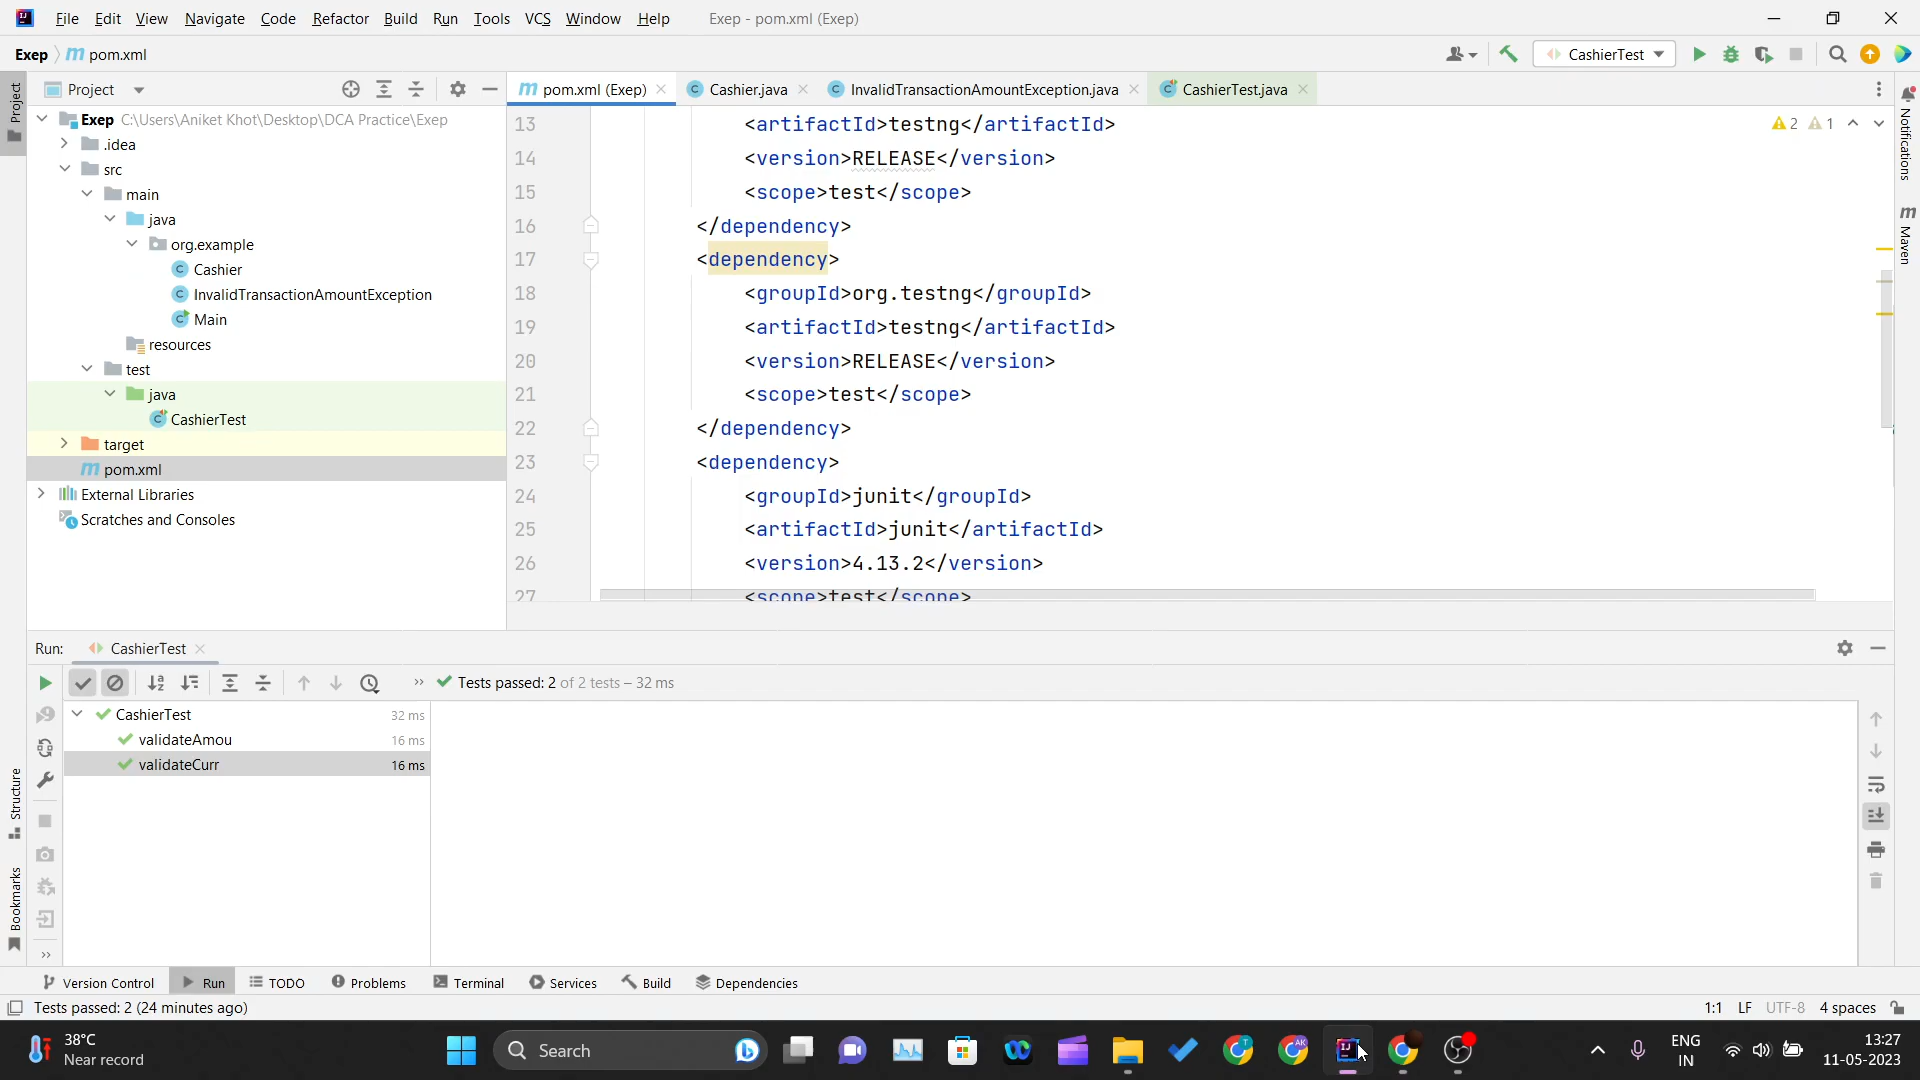 File Edit View Navigate Code Refactor Build Run Tools VCS Window Help Exep - pom.xml (Exep)
Exep pom.xml
CashierTest
Project
pom.xml (Exep) Cashier.java InvalidTransactionAmountException.java CashierTest.java
Exep C:\Users\Aniket Khot\Desktop\DCA Practice\Exep
.idea
src
main
java
org.example
Cashier
InvalidTransactionAmountException
Main
resources
test
java
CashierTest
target
pom.xml
External Libraries
Scratches and Consoles
2 1
13 <artifactId>testng</artifactId>
14 <version>RELEASE</version>
15 <scope>test</scope>
16 </dependency>
17 <dependency>
18 <groupId>org.testng</groupId>
19 <artifactId>testng</artifactId>
20 <version>RELEASE</version>
21 <scope>test</scope>
22 </dependency>
23 <dependency>
24 <groupId>junit</groupId>
25 <artifactId>junit</artifactId>
26 <version>4.13.2</version>
27 <scope>test</scope>
Project
Structure
Bookmarks
Notifications
Maven
Run: CashierTest
Tests passed: 2 of 2 tests – 32 ms
CashierTest 32 ms
validateAmou 16 ms
validateCurr 16 ms
Version Control Run TODO Problems Terminal Services Build Dependencies
Tests passed: 2 (24 minutes ago)
1:1 LF UTF-8 4 spaces
38°C
Near record
Search
ENG
IN
13:27
11-05-2023